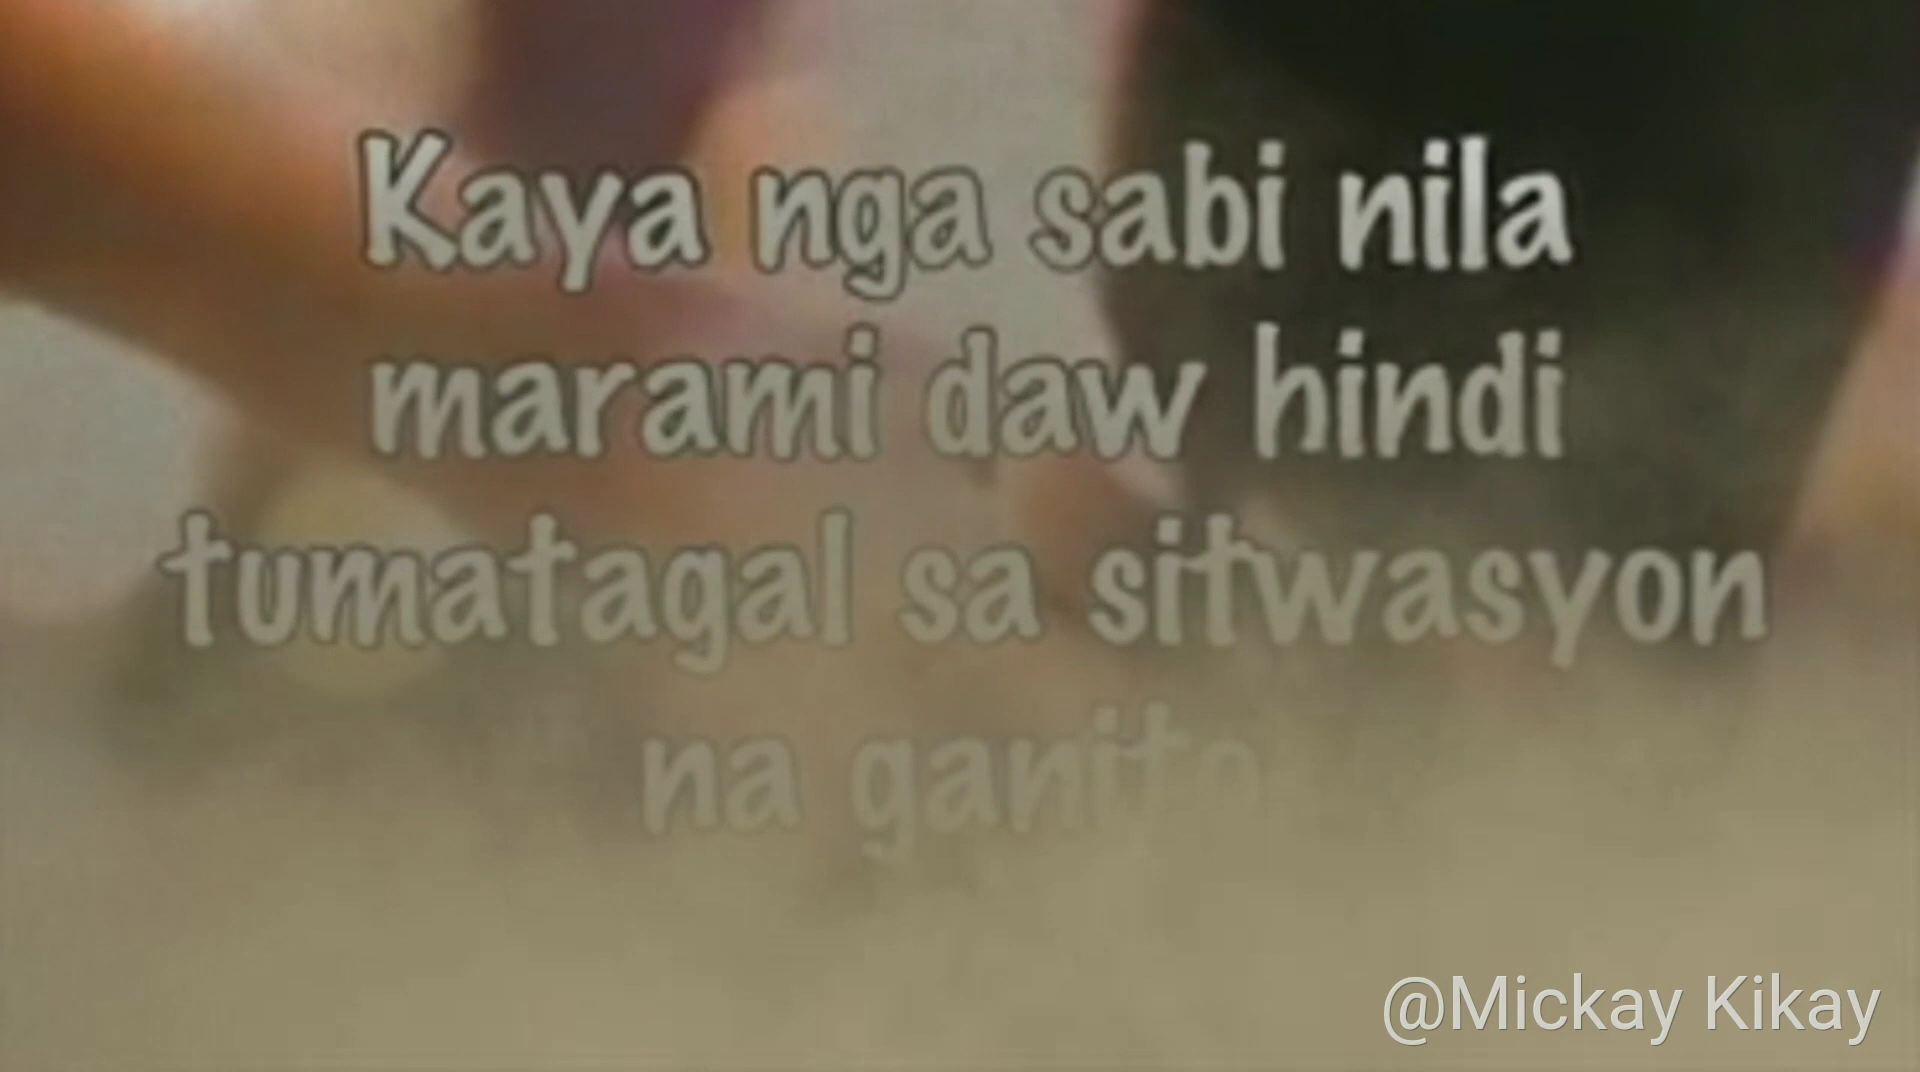 Kaya nga sabi nila
marami daw hindi
tumatagal sa sitwasyon
na ganito
@Mickay Kikay